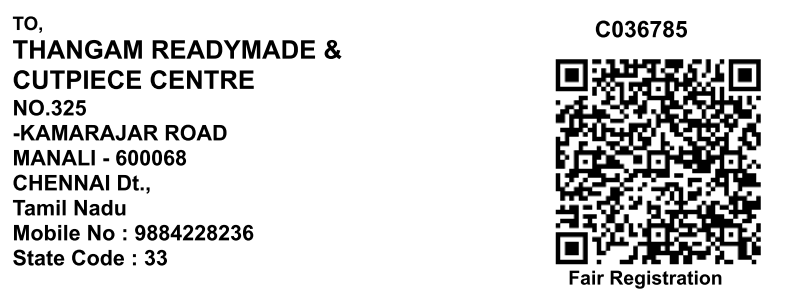 TO,
THANGAM READYMADE &
CUTPIECE CENTRE
NO.325
-KAMARAJAR ROAD
MANALI - 600068
CHENNAI Dt.,
Tamil Nadu
Mobile No : 9884228236
State Code : 33
C036785
Fair Registration